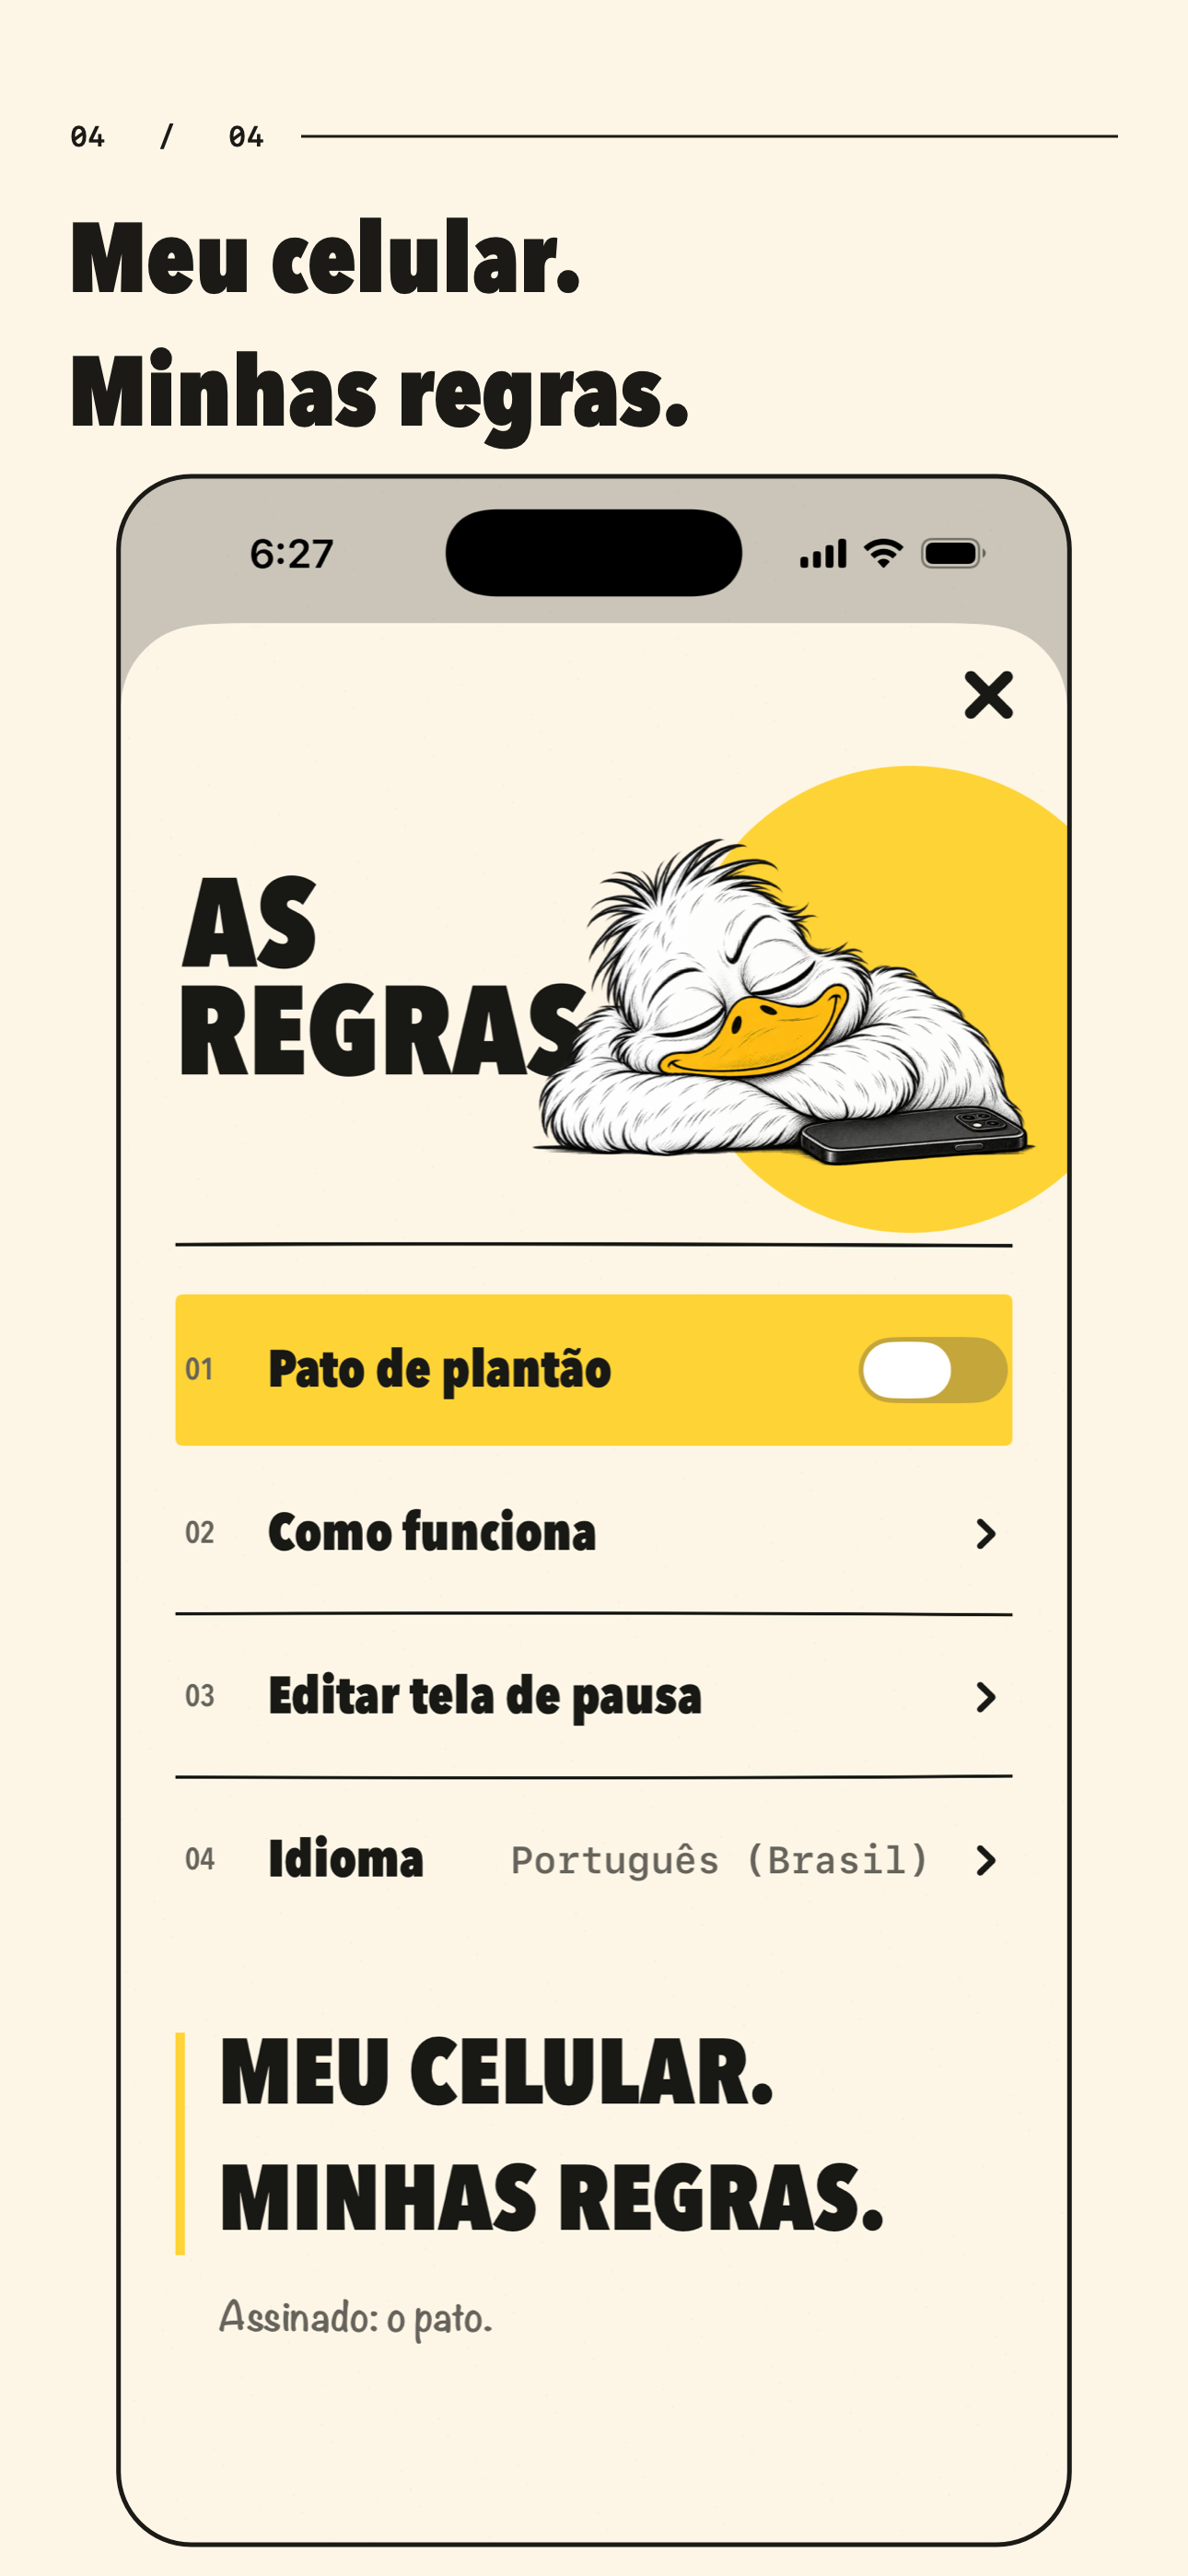 04 / 04
Meu celular.
Minhas regras.
6:27
AS
REGRAS
01 Pato de plantão
02 Como funciona
03 Editar tela de pausa
04 Idioma Português (Brasil)
MEU CELULAR.
MINHAS REGRAS.
Assinado: o pato.